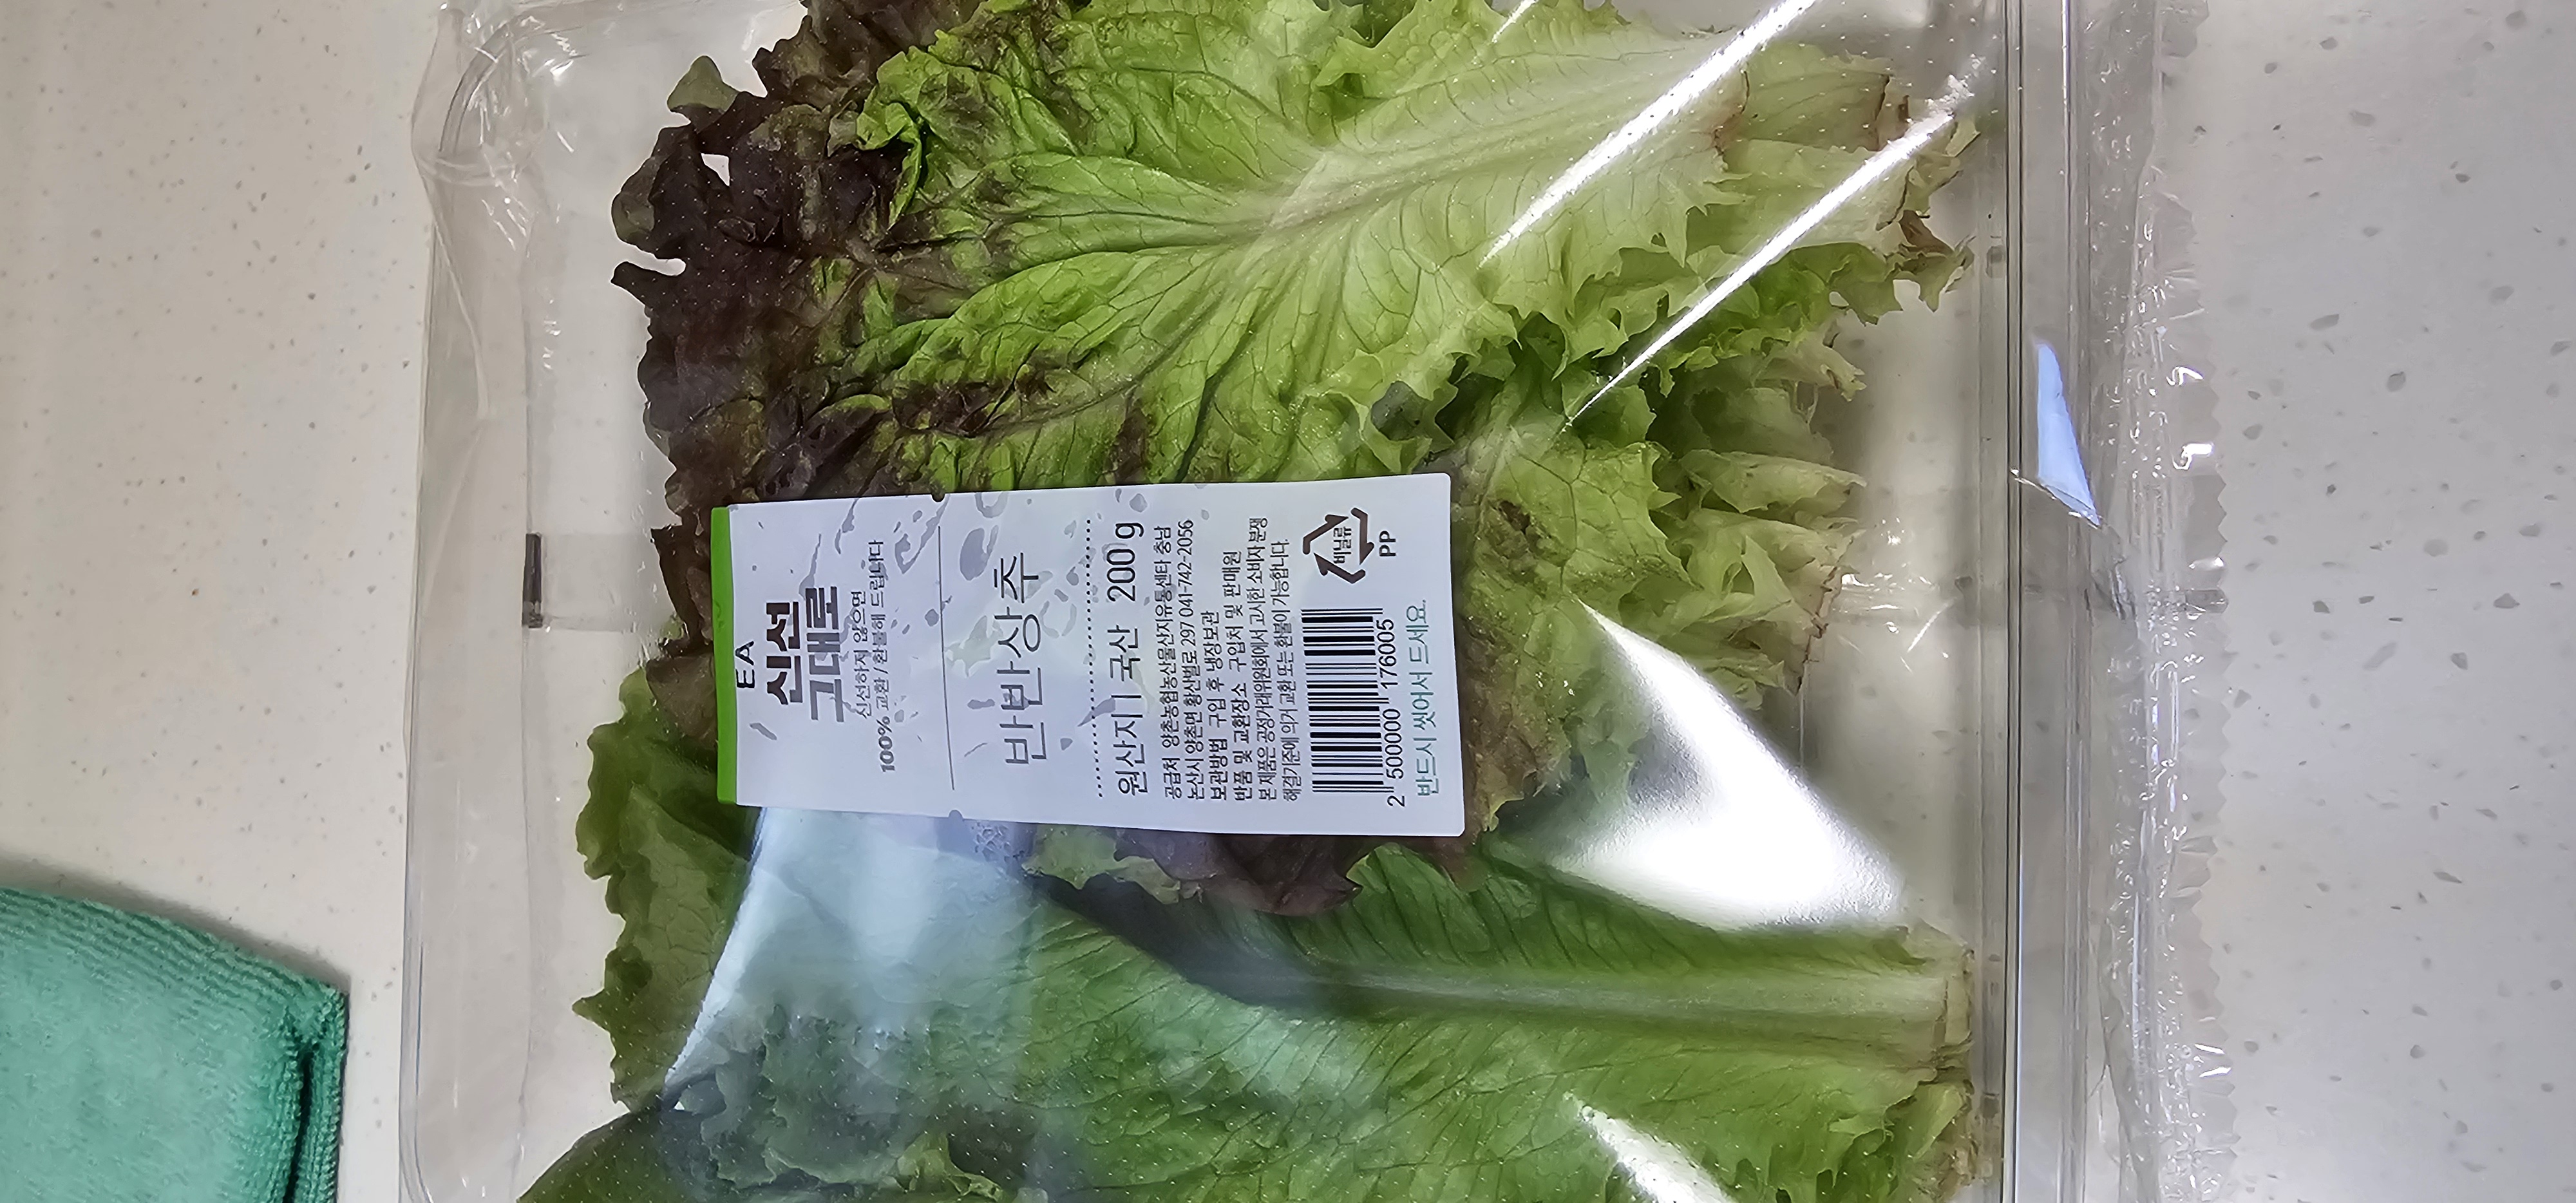 EA
신선
그대로
신선하지 않으면
100% 교환 / 환불해 드립니다
반반상추
원산지 | 국산 200g
공급처 양촌농협농산물산지유통센타 충남
논산시 양촌면 황산벌로 297 041-742-2056
보관방법 구입 후 냉장보관
반품 및 교환장소 구입처 및 판매원
본 제품은 공정거래위원회에서 고시한 소비자 분쟁
해결기준에 의거 교환 또는 환불이 가능합니다.
비닐류
PP
2 500000 176005
반드시 씻어서 드세요.